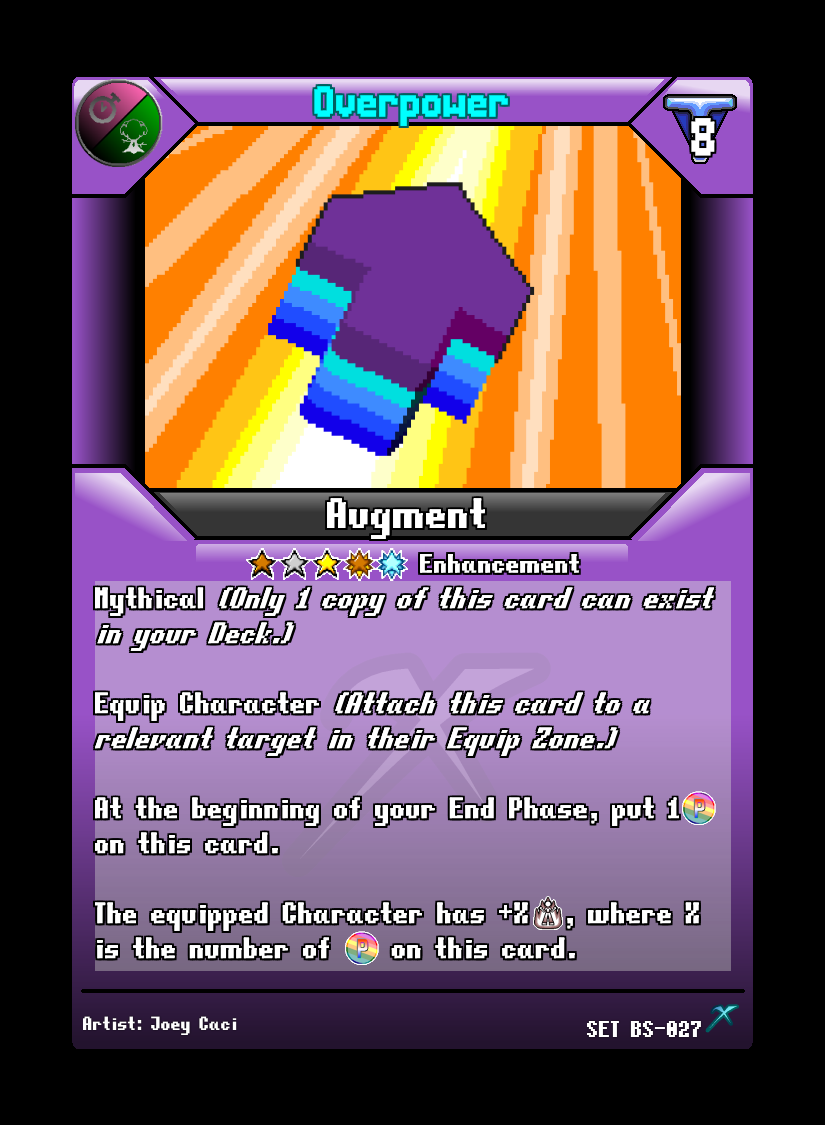 Overpower
8
Augment
Enhancement
Mythical (Only 1 copy of this card can exist
in your Deck.)
Equip Character (Attach this card to a
relevant target in their Equip Zone.)
At the beginning of your End Phase, put 1 P
on this card.
The equipped Character has +X A, where X
is the number of P on this card.
Artist: Joey Caci
SET BS-027